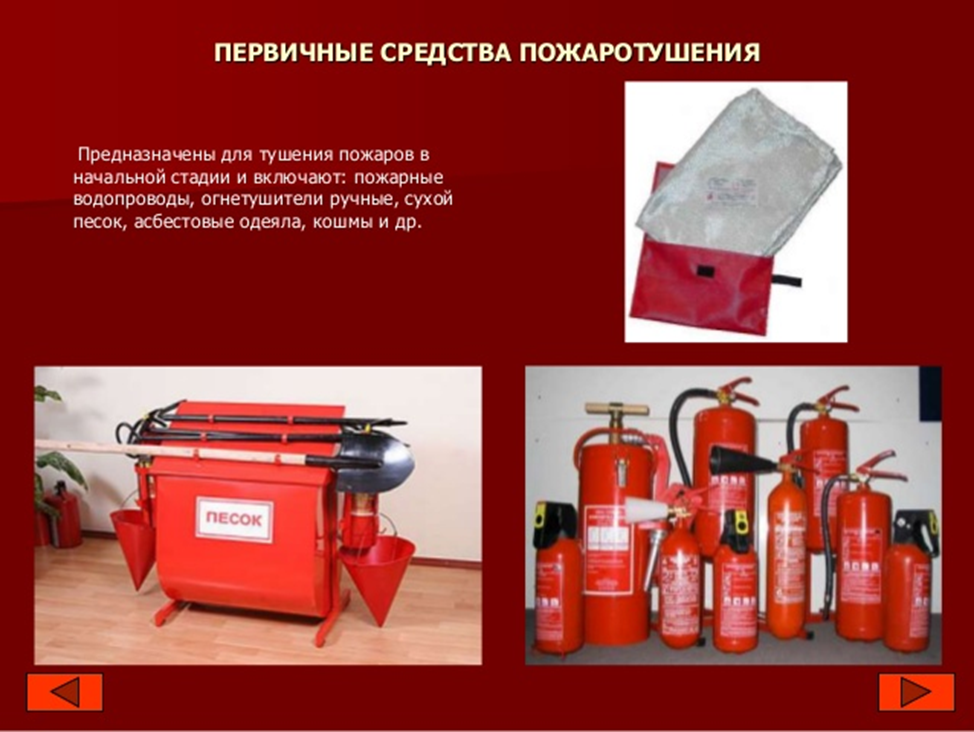 ПЕРВИЧНЫЕ СРЕДСТВА ПОЖАРОТУШЕНИЯ
Предназначены для тушения пожаров в
начальной стадии и включают: пожарные
водопроводы, огнетушители ручные, сухой
песок, асбестовые одеяла, кошмы и др.
ПЕСОК